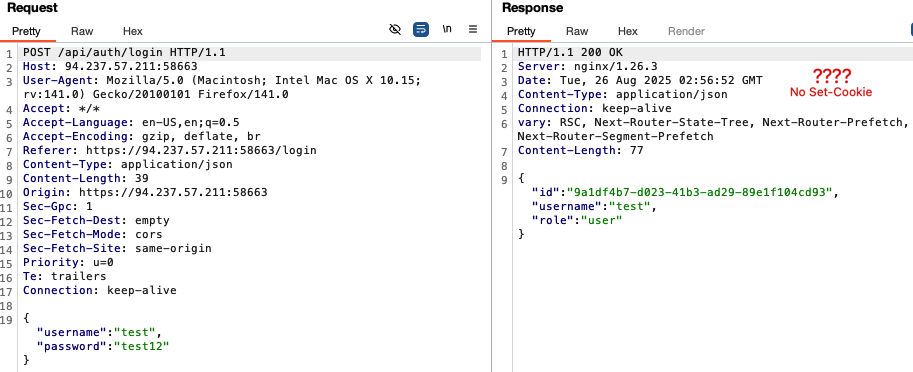 Request
Pretty Raw Hex
\n
1 POST /api/auth/login HTTP/1.1
2 Host: 94.237.57.211:58663
3 User-Agent: Mozilla/5.0 (Macintosh; Intel Mac OS X 10.15;
rv:141.0) Gecko/20100101 Firefox/141.0
4 Accept: */*
5 Accept-Language: en-US,en;q=0.5
6 Accept-Encoding: gzip, deflate, br
7 Referer: https://94.237.57.211:58663/login
8 Content-Type: application/json
9 Content-Length: 39
10 Origin: https://94.237.57.211:58663
11 Sec-Gpc: 1
12 Sec-Fetch-Dest: empty
13 Sec-Fetch-Mode: cors
14 Sec-Fetch-Site: same-origin
15 Priority: u=0
16 Te: trailers
17 Connection: keep-alive
18
19 {
"username":"test",
"password":"test12"
}
Response
Pretty Raw Hex Render
1 HTTP/1.1 200 OK
2 Server: nginx/1.26.3
3 Date: Tue, 26 Aug 2025 02:56:52 GMT
4 Content-Type: application/json
5 Connection: keep-alive
6 vary: RSC, Next-Router-State-Tree, Next-Router-Prefetch,
Next-Router-Segment-Prefetch
7 Content-Length: 77
8
9 {
"id":"9a1df4b7-d023-41b3-ad29-89e1f104cd93",
"username":"test",
"role":"user"
}
????
No Set-Cookie